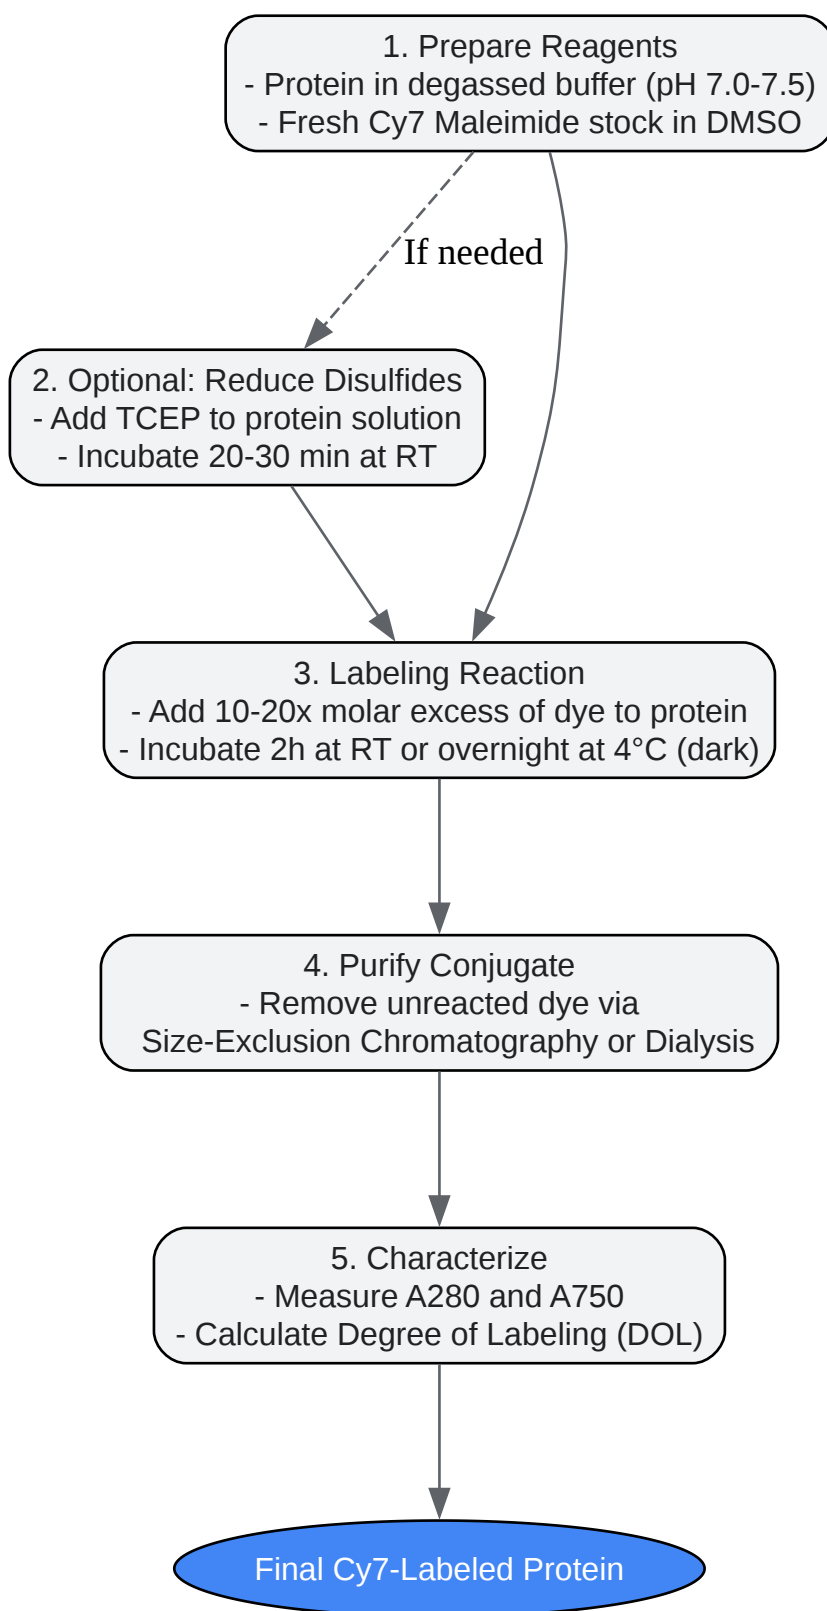 1. Prepare Reagents
- Protein in degassed buffer (pH 7.0-7.5)
- Fresh Cy7 Maleimide stock in DMSO
If needed
2. Optional: Reduce Disulfides
- Add TCEP to protein solution
- Incubate 20-30 min at RT
3. Labeling Reaction
- Add 10-20x molar excess of dye to protein
- Incubate 2h at RT or overnight at 4°C (dark)
4. Purify Conjugate
- Remove unreacted dye via
Size-Exclusion Chromatography or Dialysis
5. Characterize
- Measure A280 and A750
- Calculate Degree of Labeling (DOL)
Final Cy7-Labeled Protein